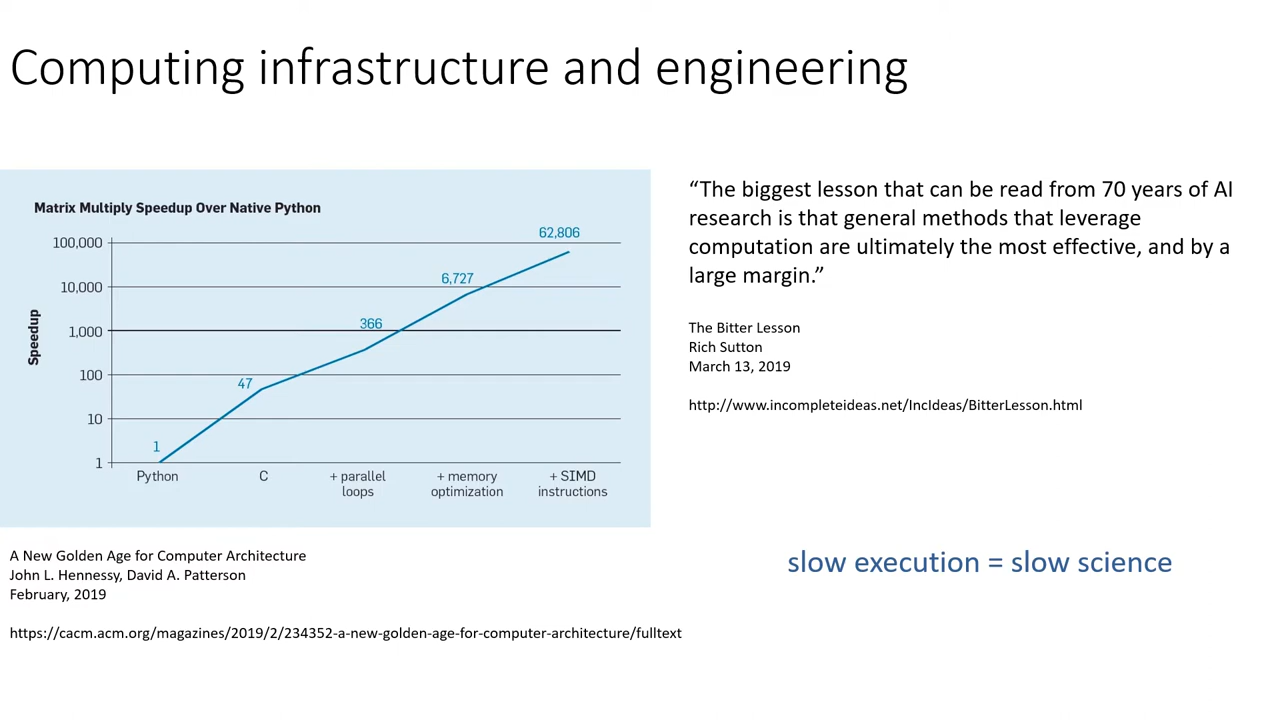 Computing infrastructure and engineering
Matrix Multiply Speedup Over Native Python
Speedup
100,000
10,000
1,000
100
10
1
1
47
366
6,727
62,806
Python
C
+ parallel
loops
+ memory
optimization
+ SIMD
instructions
A New Golden Age for Computer Architecture
John L. Hennessy, David A. Patterson
February, 2019
https://cacm.acm.org/magazines/2019/2/234352-a-new-golden-age-for-computer-architecture/fulltext
“The biggest lesson that can be read from 70 years of AI
research is that general methods that leverage
computation are ultimately the most effective, and by a
large margin.”
The Bitter Lesson
Rich Sutton
March 13, 2019
http://www.incompleteideas.net/IncIdeas/BitterLesson.html
slow execution = slow science